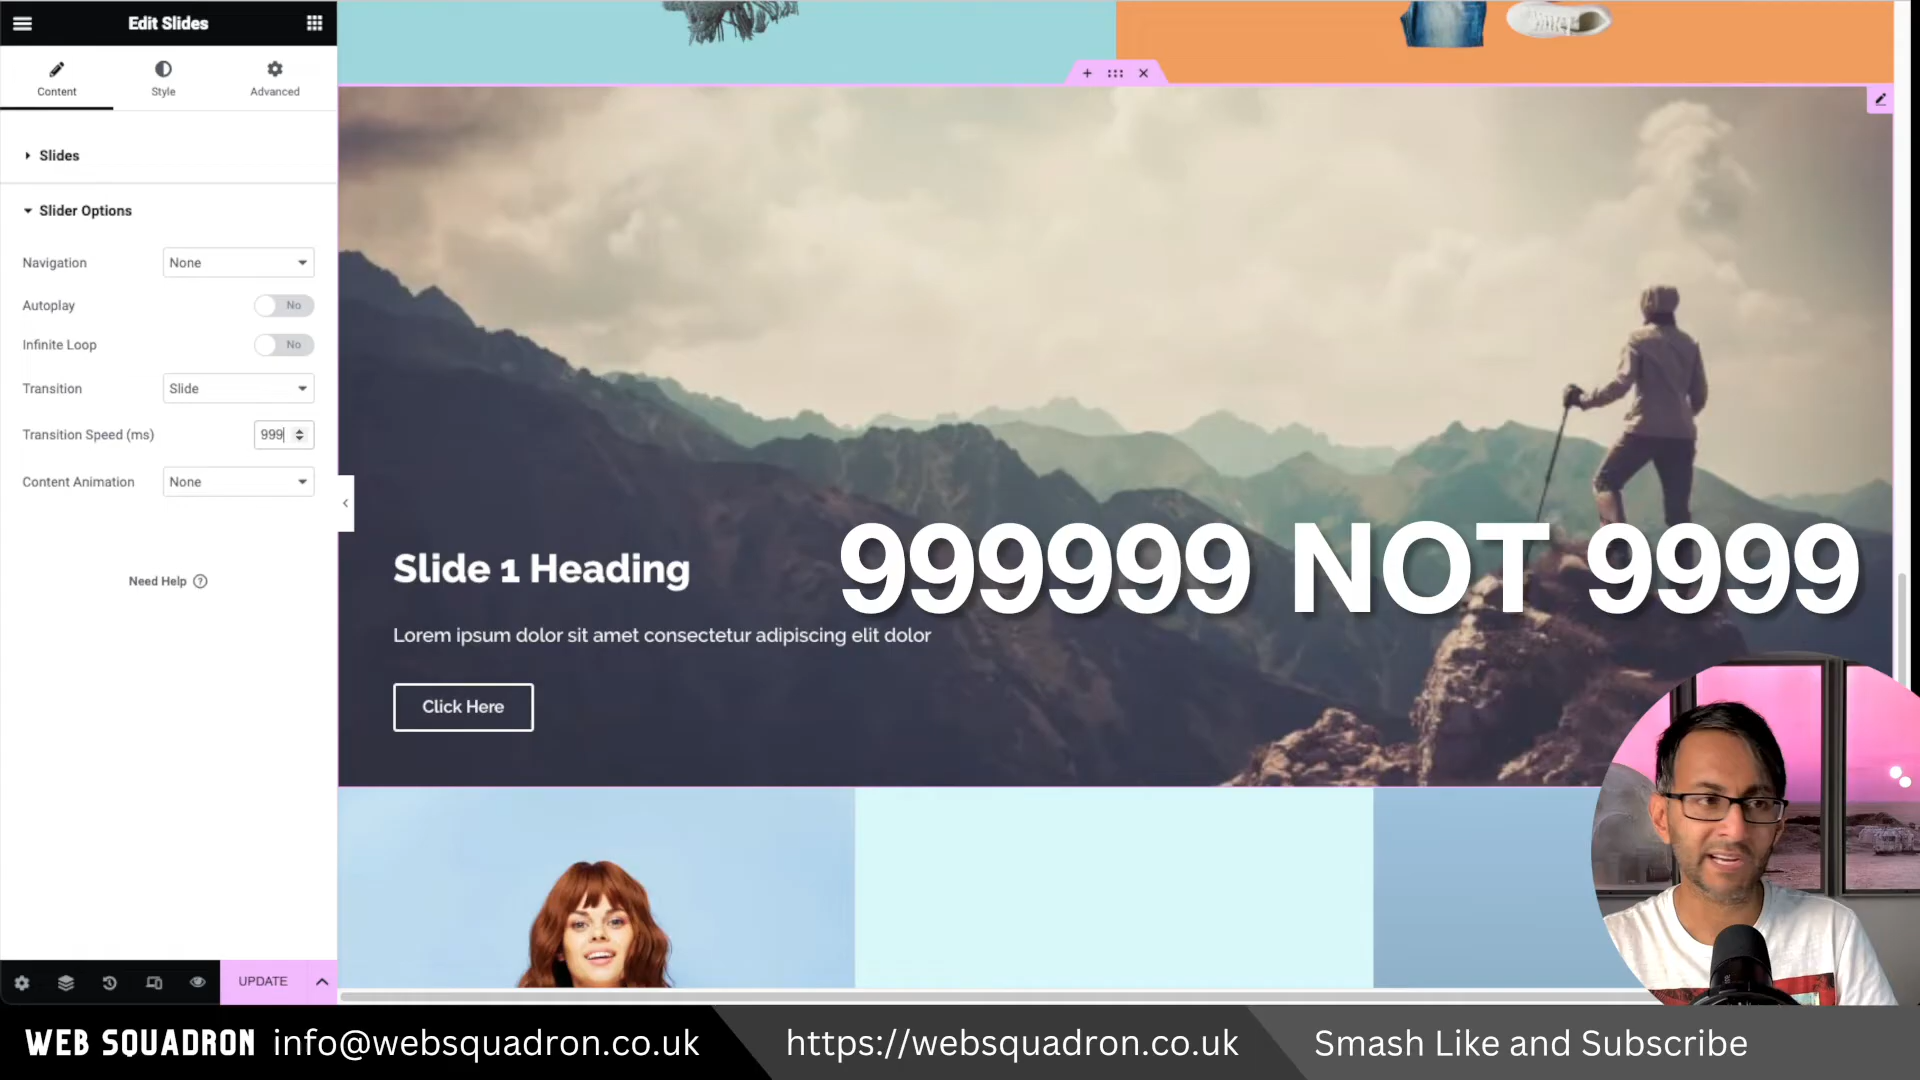 Edit Slides
Content
Style
Advanced
Slides
Slider Options
Navigation
None
Autoplay
No
Infinite Loop
No
Transition
Slide
Transition Speed (ms)
999
Content Animation
None
Need Help
UPDATE
Slide 1 Heading
Lorem ipsum dolor sit amet consectetur adipiscing elit dolor
Click Here
999999 NOT 9999
WEB SQUADRON
info@websquadron.co.uk
https://websquadron.co.uk
Smash Like and Subscribe